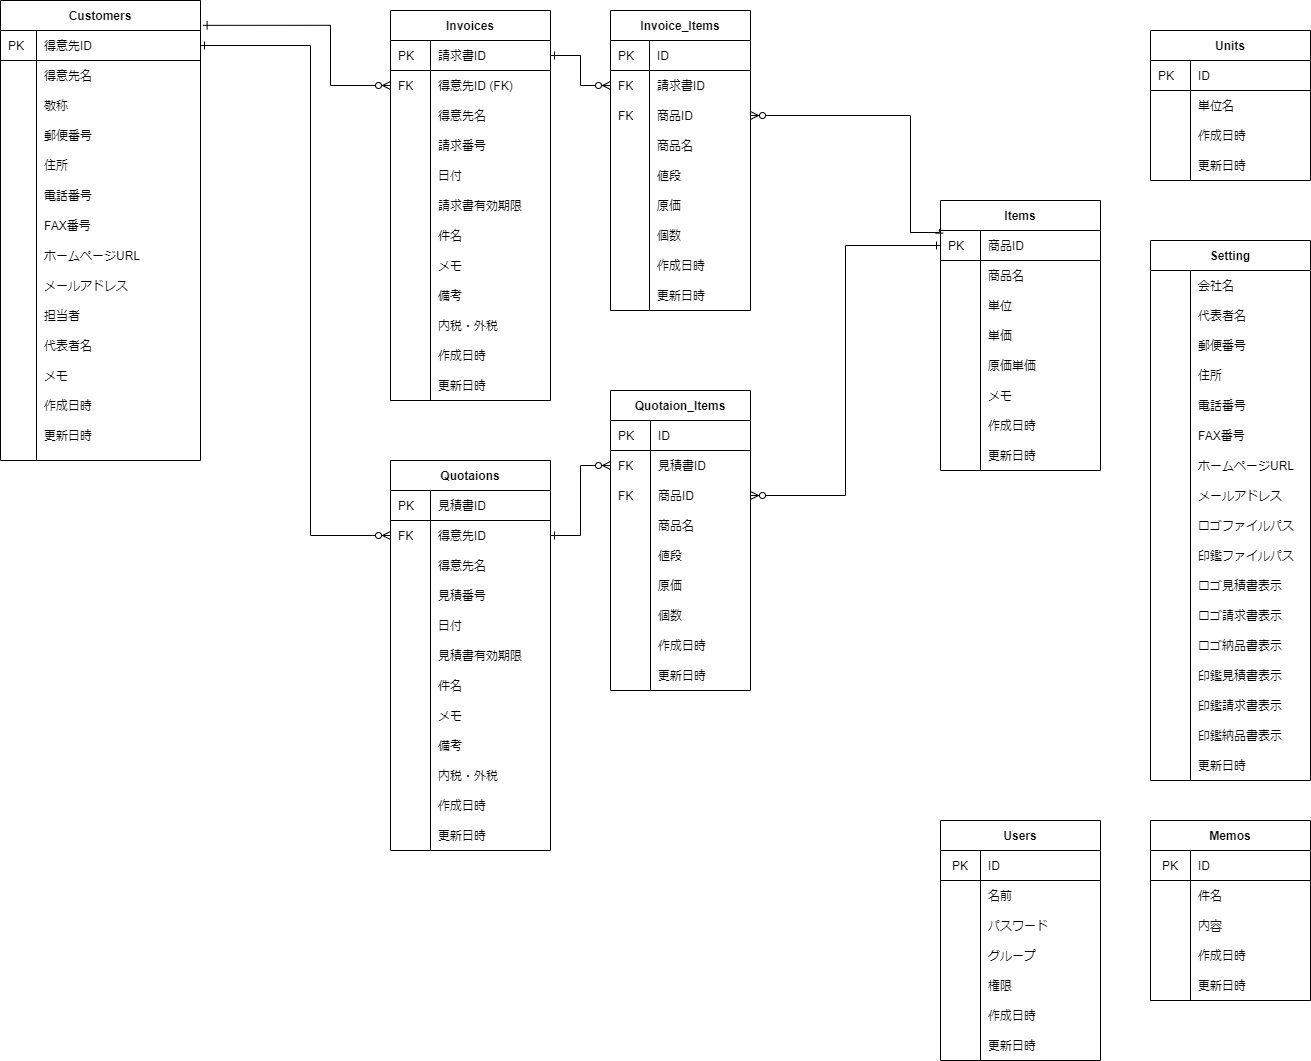 Customers
PK 得意先ID
得意先名
敬称
郵便番号
住所
電話番号
FAX番号
ホームページURL
メールアドレス
担当者
代表者名
メモ
作成日時
更新日時
Invoices
PK 請求書ID
FK 得意先ID (FK)
得意先名
請求番号
日付
請求書有効期限
件名
メモ
備考
内税・外税
作成日時
更新日時
Quotaions
PK 見積書ID
FK 得意先ID
得意先名
見積番号
日付
見積書有効期限
件名
メモ
備考
内税・外税
作成日時
更新日時
Invoice_Items
PK ID
FK 請求書ID
FK 商品ID
商品名
値段
原価
個数
作成日時
更新日時
Quotaion_Items
PK ID
FK 見積書ID
FK 商品ID
商品名
値段
原価
個数
作成日時
更新日時
Items
PK 商品ID
商品名
単位
単価
原価単価
メモ
作成日時
更新日時
Units
PK ID
単位名
作成日時
更新日時
Setting
会社名
代表者名
郵便番号
住所
電話番号
FAX番号
ホームページURL
メールアドレス
ロゴファイルパス
印鑑ファイルパス
ロゴ見積書表示
ロゴ請求書表示
ロゴ納品書表示
印鑑見積書表示
印鑑請求書表示
印鑑納品書表示
更新日時
Users
PK ID
名前
パスワード
グループ
権限
作成日時
更新日時
Memos
PK ID
件名
内容
作成日時
更新日時